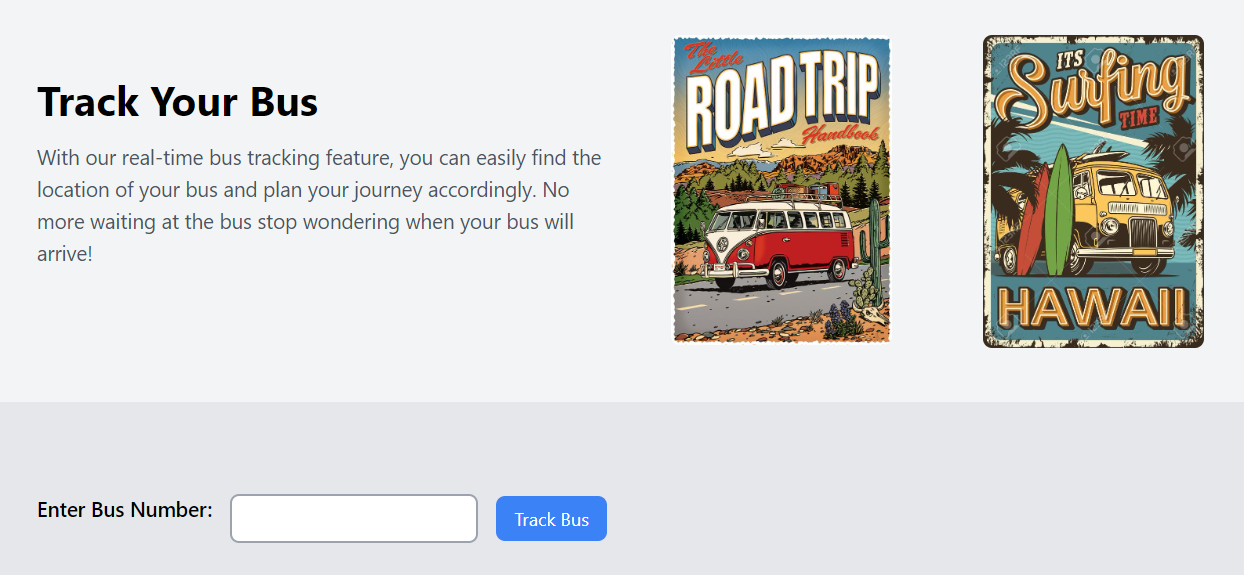 Track Your Bus
With our real-time bus tracking feature, you can easily find the
location of your bus and plan your journey accordingly. No
more waiting at the bus stop wondering when your bus will
arrive!
The
Little
ROAD TRIP
Handbook
ITS
Surfing
TIME
HAWAII
Enter Bus Number:
Track Bus